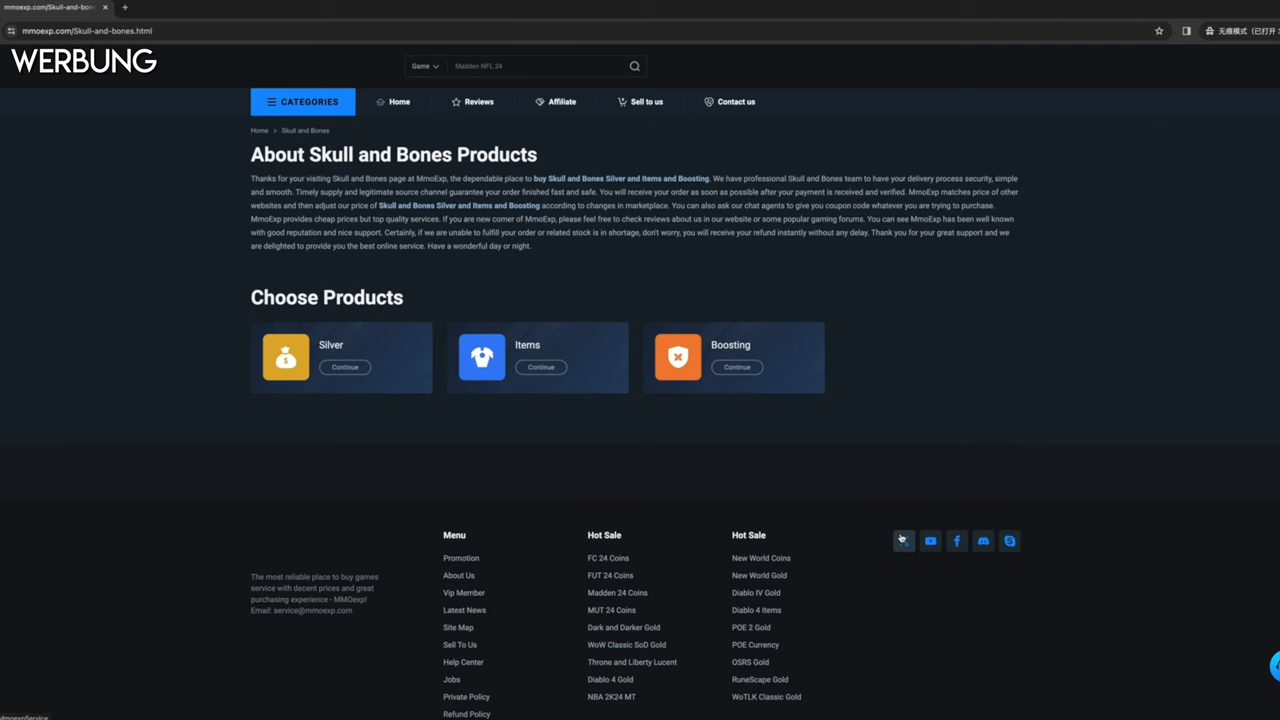 mmoexp.com/Skull-and-bone
mmoexp.com/Skull-and-bones.html
无痕模式 (已打开
WERBUNG
Game
Madden NFL 24
CATEGORIES
Home
Reviews
Affiliate
Sell to us
Contact us
Home > Skull and Bones
About Skull and Bones Products
Thanks for your visiting Skull and Bones page at MmoExp, the dependable place to buy Skull and Bones Silver and Items and Boosting. We have professional Skull and Bones team to have your delivery process security, simple
and smooth. Timely supply and legitimate source channel guarantee your order finished fast and safe. You will receive your order as soon as possible after your payment is received and verified. MmoExp matches price of other
websites and then adjust our price of Skull and Bones Silver and Items and Boosting according to changes in marketplace. You can also ask our chat agents to give you coupon code whatever you are trying to purchase.
MmoExp provides cheap prices but top quality services. If you are new corner of MmoExp, please feel free to check reviews about us in our website or some popular gaming forums. You can see MmoExp has been well known
with good reputation and nice support. Certainly, if we are unable to fulfill your order or related stock is in shortage, don't worry, you will receive your refund instantly without any delay. Thank you for your great support and we
are delighted to provide you the best online service. Have a wonderful day or night.
Choose Products
Silver
Continue
Items
Continue
Boosting
Continue
The most reliable place to buy games
service with decent prices and great
purchasing experience - MMOexp!
Email: service@mmoexp.com
Menu
Promotion
About Us
Vip Member
Latest News
Site Map
Sell To Us
Help Center
Jobs
Private Policy
Refund Policy
Hot Sale
FC 24 Coins
FUT 24 Coins
Madden 24 Coins
MUT 24 Coins
Dark and Darker Gold
WoW Classic SoD Gold
Throne and Liberty Lucent
Diablo 4 Gold
NBA 2K24 MT
Hot Sale
New World Coins
New World Gold
Diablo IV Gold
Diablo 4 Items
POE 2 Gold
POE Currency
OSRS Gold
RuneScape Gold
WoTLK Classic Gold